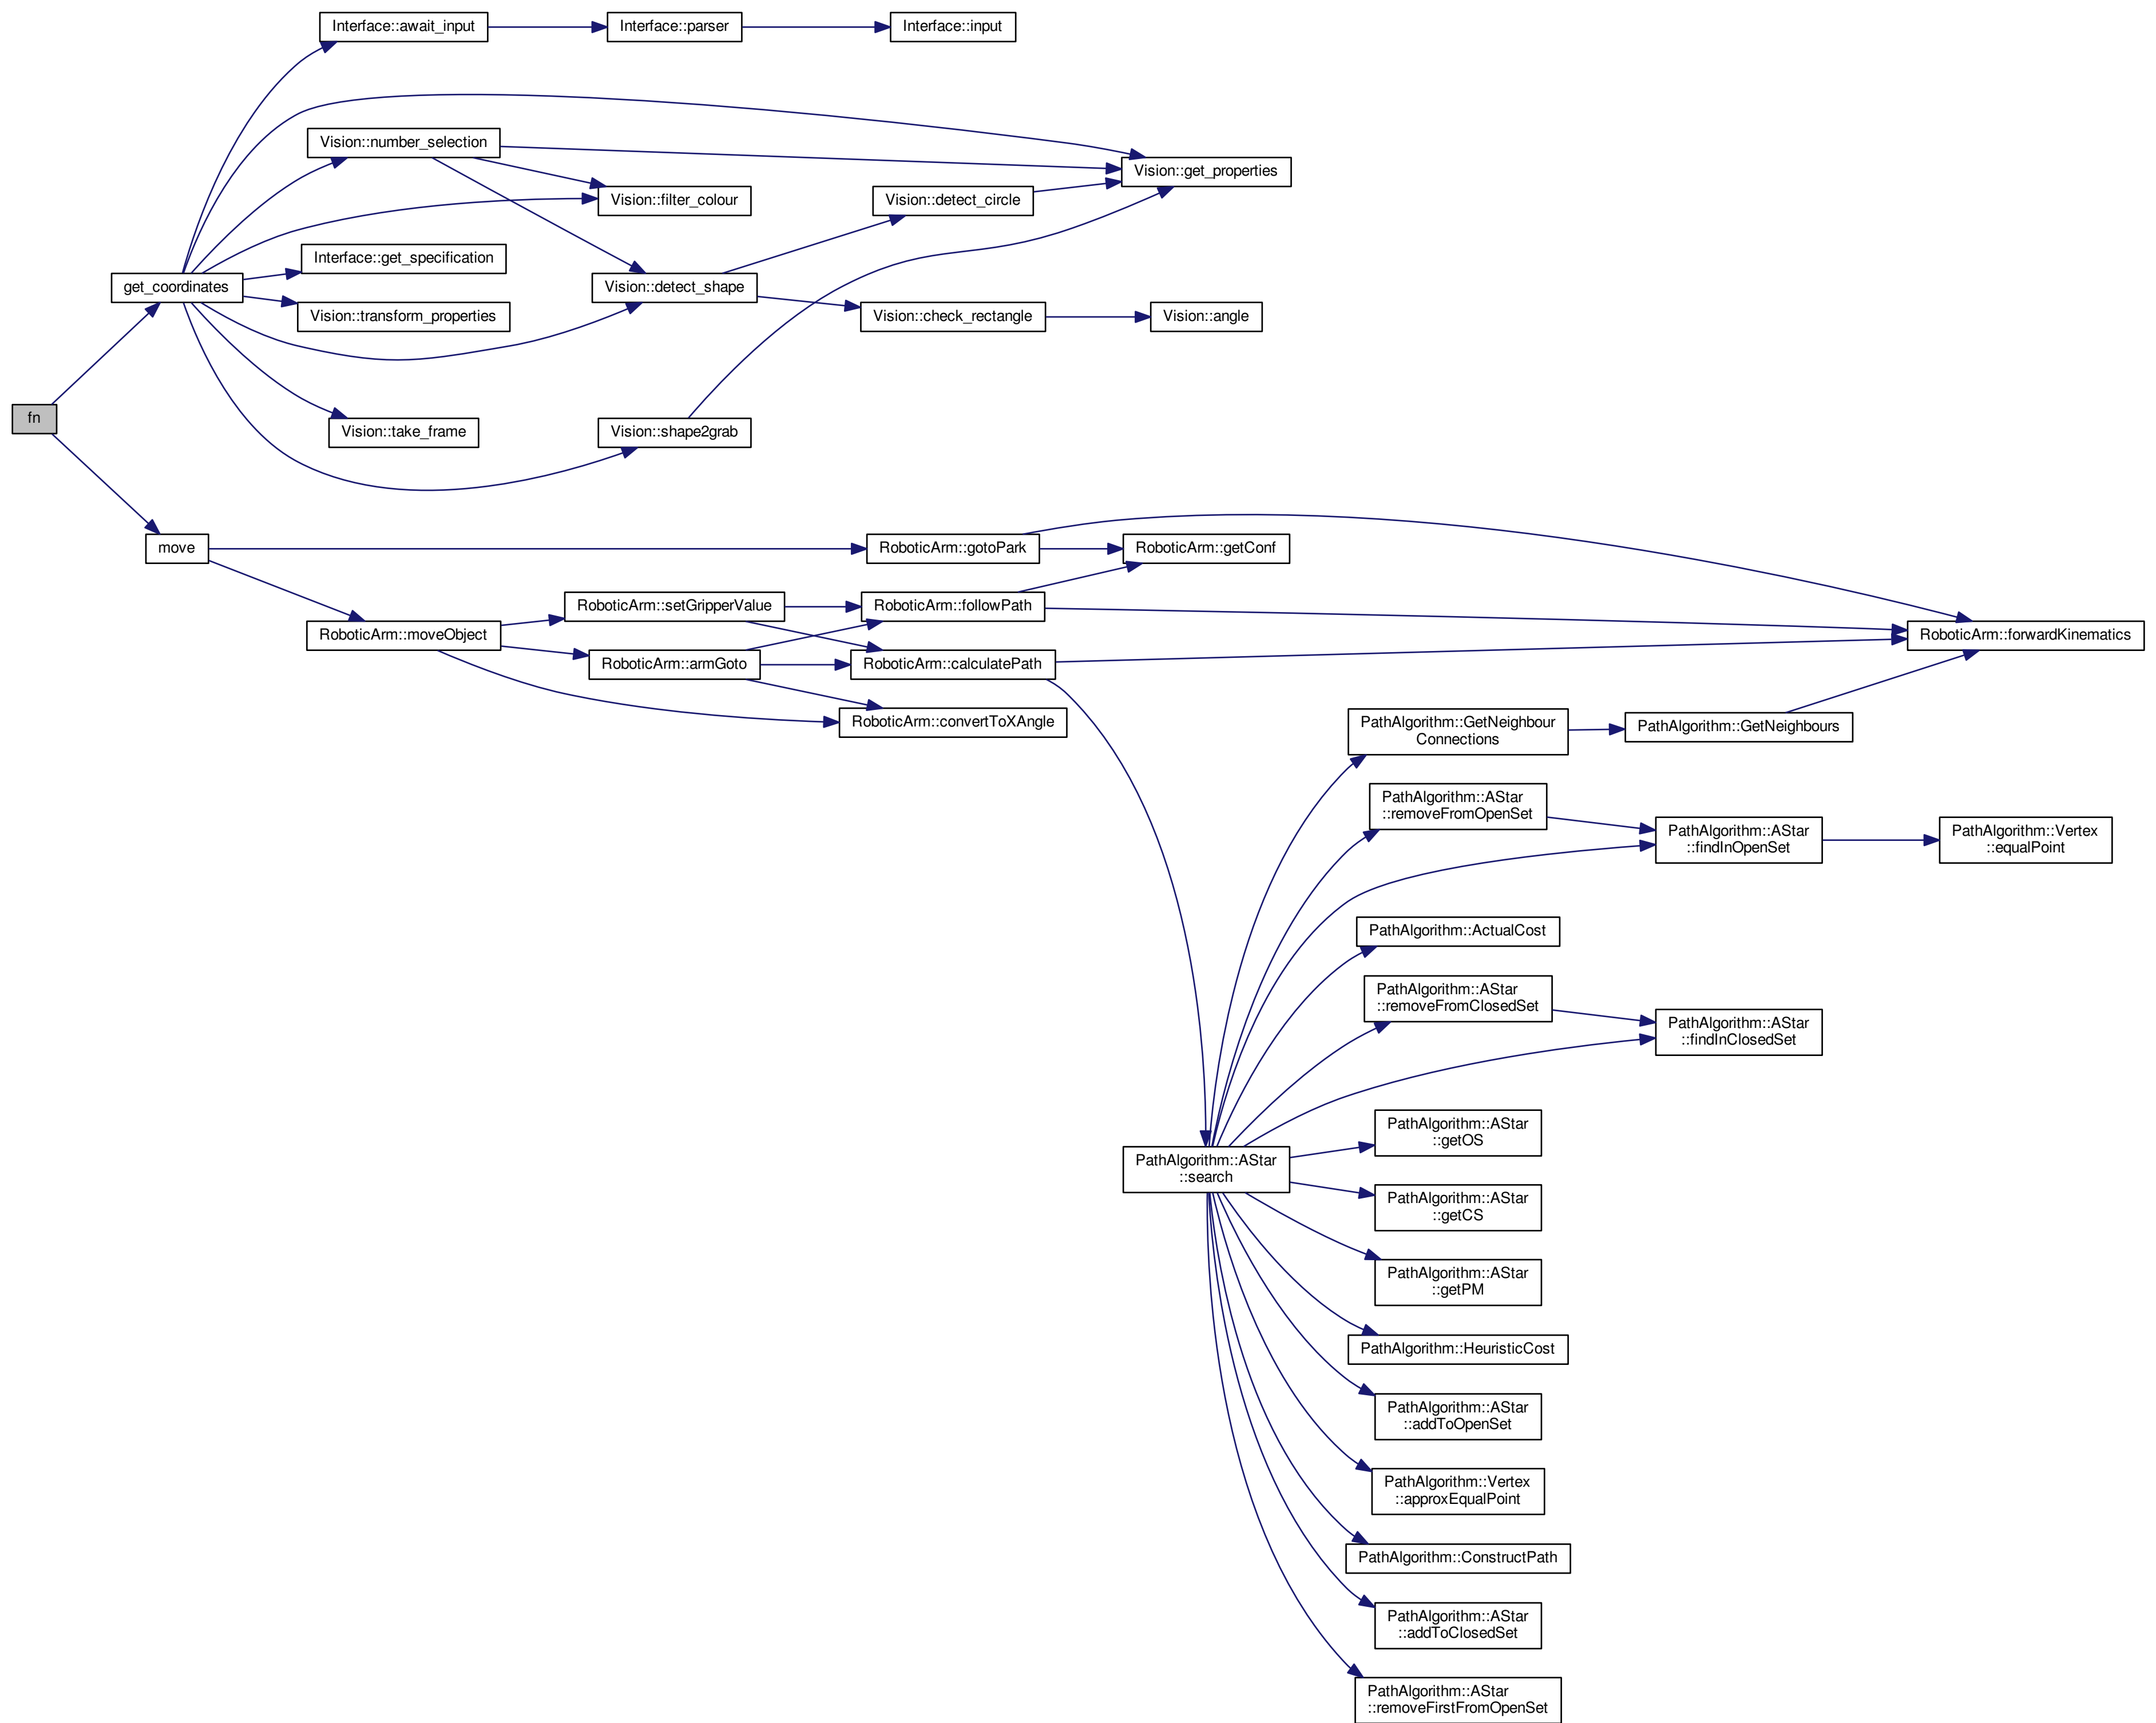 Interface::await_input
Interface::parser
Interface::input
Vision::number_selection
Vision::get_properties
Vision::filter_colour
Vision::detect_circle
Interface::get_specification
get_coordinates
Vision::detect_shape
Vision::transform_properties
Vision::check_rectangle
Vision::angle
fn
Vision::take_frame
Vision::shape2grab
move
RoboticArm::gotoPark
RoboticArm::getConf
RoboticArm::setGripperValue
RoboticArm::followPath
RoboticArm::moveObject
RoboticArm::forwardKinematics
RoboticArm::armGoto
RoboticArm::calculatePath
RoboticArm::convertToXAngle
PathAlgorithm::GetNeighbour
Connections
PathAlgorithm::GetNeighbours
PathAlgorithm::AStar
::removeFromOpenSet
PathAlgorithm::AStar
::findInOpenSet
PathAlgorithm::Vertex
::equalPoint
PathAlgorithm::ActualCost
PathAlgorithm::AStar
::removeFromClosedSet
PathAlgorithm::AStar
::findInClosedSet
PathAlgorithm::AStar
::getOS
PathAlgorithm::AStar
::search
PathAlgorithm::AStar
::getCS
PathAlgorithm::AStar
::getPM
PathAlgorithm::HeuristicCost
PathAlgorithm::AStar
::addToOpenSet
PathAlgorithm::Vertex
::approxEqualPoint
PathAlgorithm::ConstructPath
PathAlgorithm::AStar
::addToClosedSet
PathAlgorithm::AStar
::removeFirstFromOpenSet